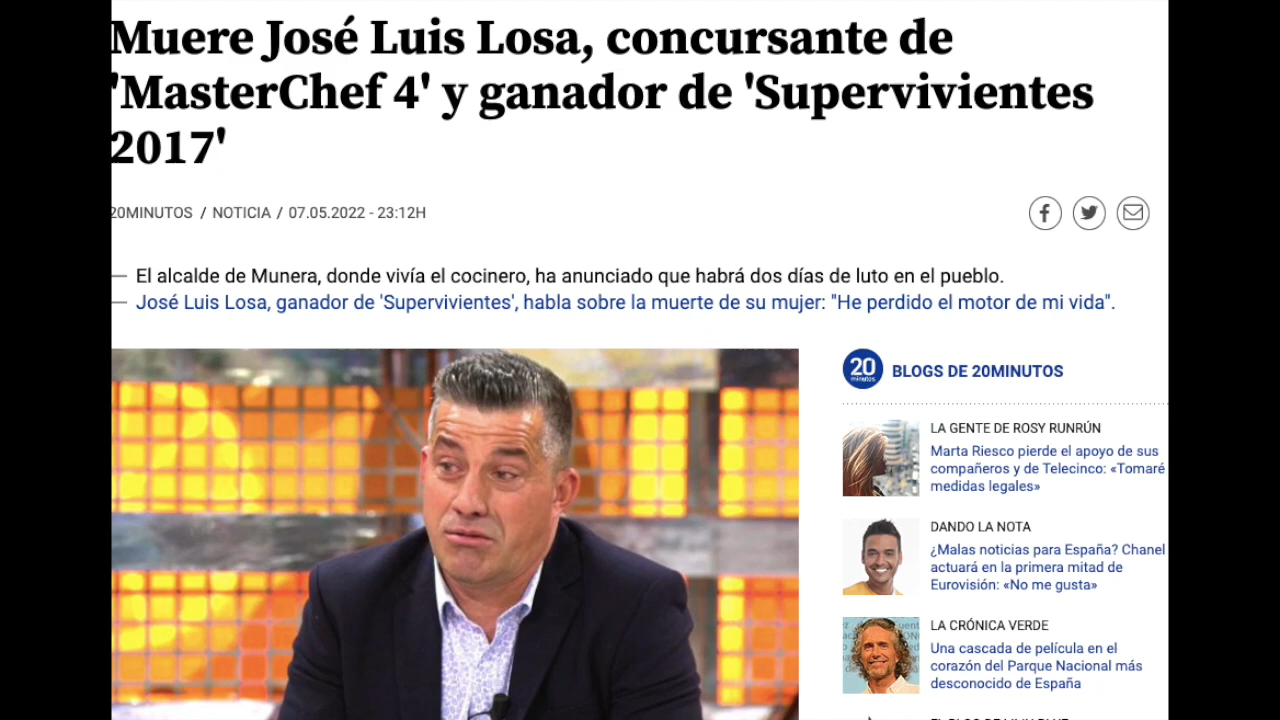 Muere José Luis Losa, concursante de
'MasterChef 4' y ganador de 'Supervivientes
2017'
20MINUTOS / NOTICIA / 07.05.2022 - 23:12H
— El alcalde de Munera, donde vivía el cocinero, ha anunciado que habrá dos días de luto en el pueblo.
— José Luis Losa, ganador de 'Supervivientes', habla sobre la muerte de su mujer: "He perdido el motor de mi vida".
20
minutos
BLOGS DE 20MINUTOS
LA GENTE DE ROSY RUNRÚN
Marta Riesco pierde el apoyo de sus
compañeros y de Telecinco: «Tomaré
medidas legales»
DANDO LA NOTA
¿Malas noticias para España? Chanel
actuará en la primera mitad de
Eurovisión: «No me gusta»
LA CRÓNICA VERDE
Una cascada de película en el
corazón del Parque Nacional más
desconocido de España